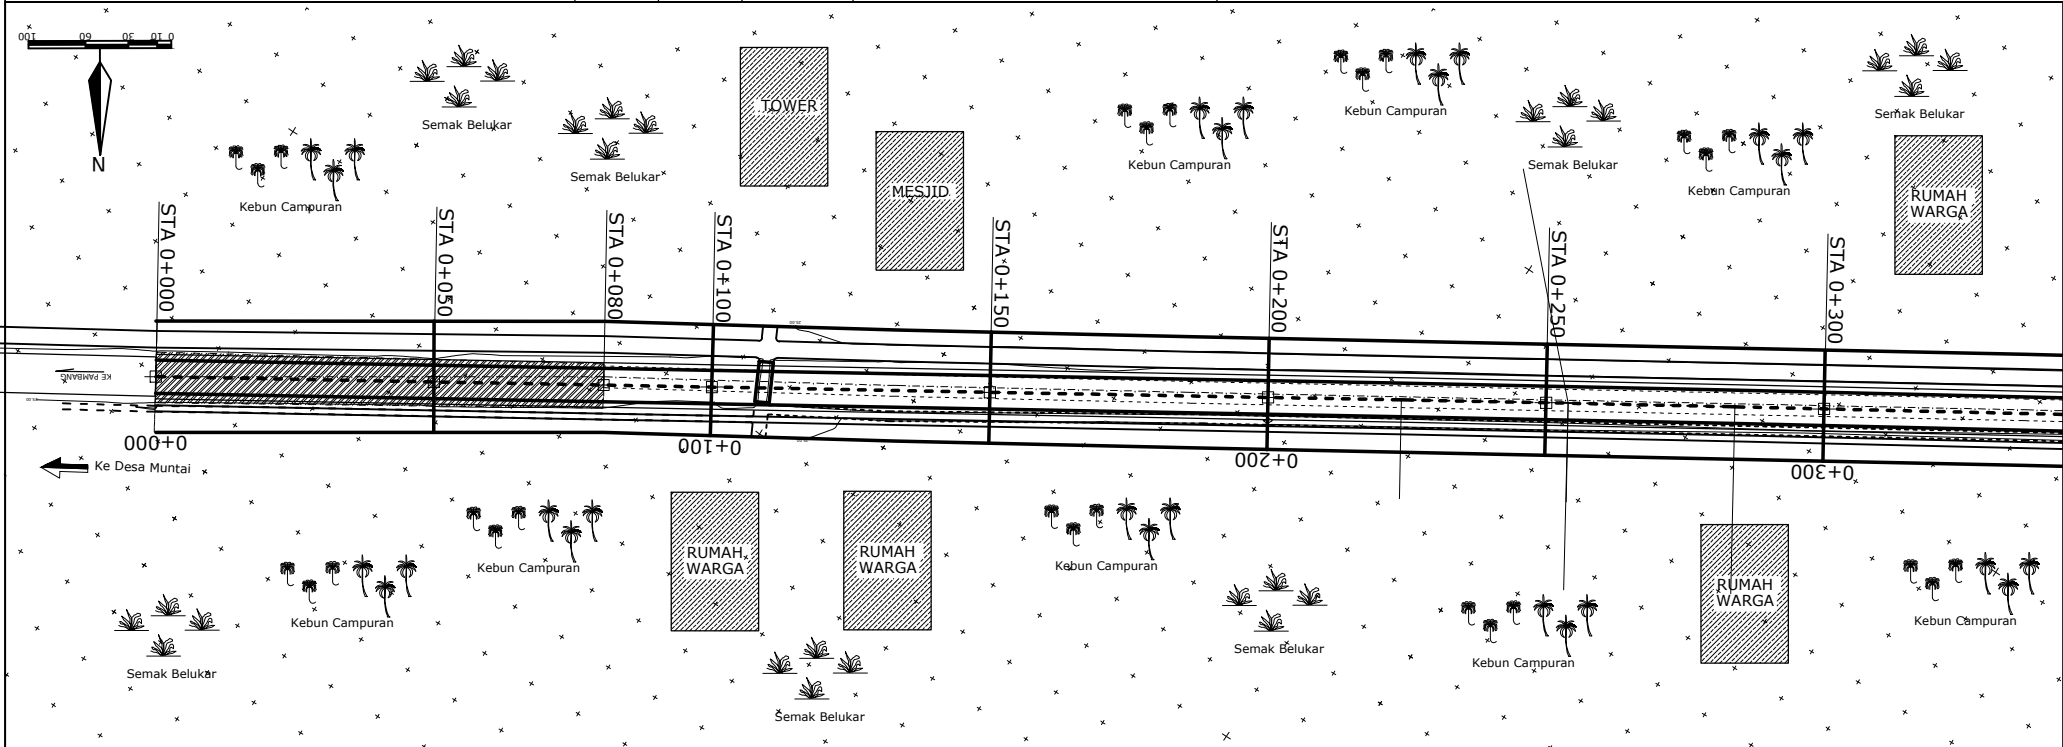 100 60 30 10 0
N
Semak Belukar
Semak Belukar
Kebun Campuran
TOWER
MESJID
Kebun Campuran
Kebun Campuran
Semak Belukar
Kebun Campuran
Semak Belukar
RUMAH
WARGA
STA 0+000
STA 0+050
STA 0+080
STA 0+100
STA 0+150
STA 0+200
STA 0+250
STA 0+300
KE PAMBANG
0+000
0+100
0+200
0+300
Ke Desa Muntai
Kebun Campuran
Kebun Campuran
Semak Belukar
RUMAH
WARGA
RUMAH
WARGA
Semak Belukar
Kebun Campuran
Semak Belukar
Kebun Campuran
RUMAH
WARGA
Kebun Campuran